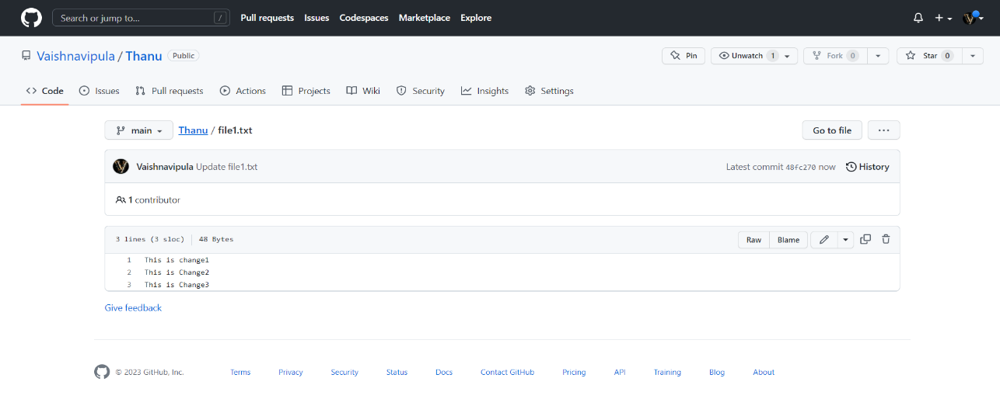 Search or jump to... /
Pull requests Issues Codespaces Marketplace Explore
Vaishnavipula / Thanu Public
Pin Unwatch 1 Fork 0 Star 0
Code Issues Pull requests Actions Projects Wiki Security Insights Settings
main Thanu / file1.txt Go to file ...
Vaishnavipula Update file1.txt Latest commit 48fc270 now History
1 contributor
3 lines (3 sloc) 48 Bytes Raw Blame
1 This is change1
2 This is Change2
3 This is Change3
Give feedback
© 2023 GitHub, Inc. Terms Privacy Security Status Docs Contact GitHub Pricing API Training Blog About